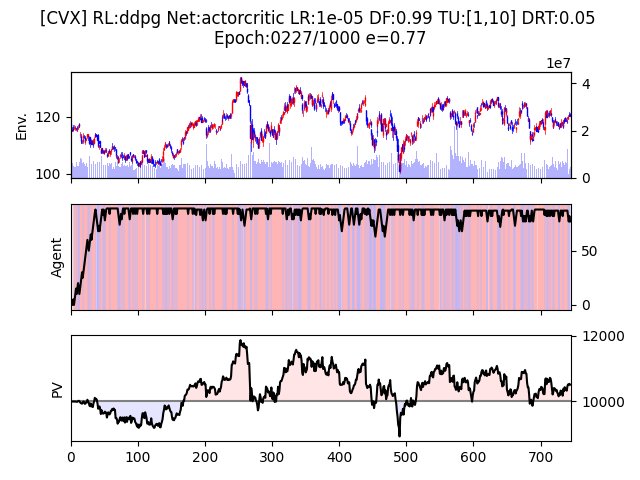 [CVX] RL:ddpg Net:actorcritic LR:1e-05 DF:0.99 TU:[1,10] DRT:0.05
Epoch:0227/1000 e=0.77
1e7
Env.
120
100
4
2
0
Agent
50
0
PV
12000
10000
0 100 200 300 400 500 600 700